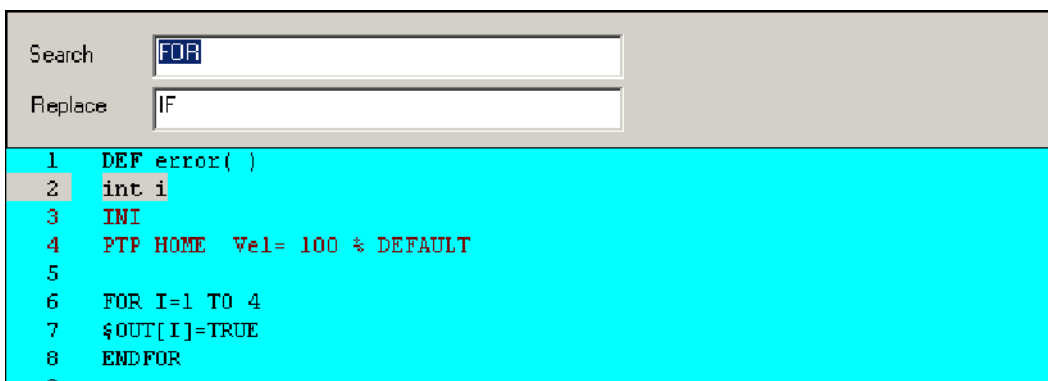 Search FOR
Replace IF
1 DEF error( )
2 int i
3 INI
4 PTP HOME Vel= 100 % DEFAULT
5
6 FOR I=1 TO 4
7 $OUT[I]=TRUE
8 ENDFOR